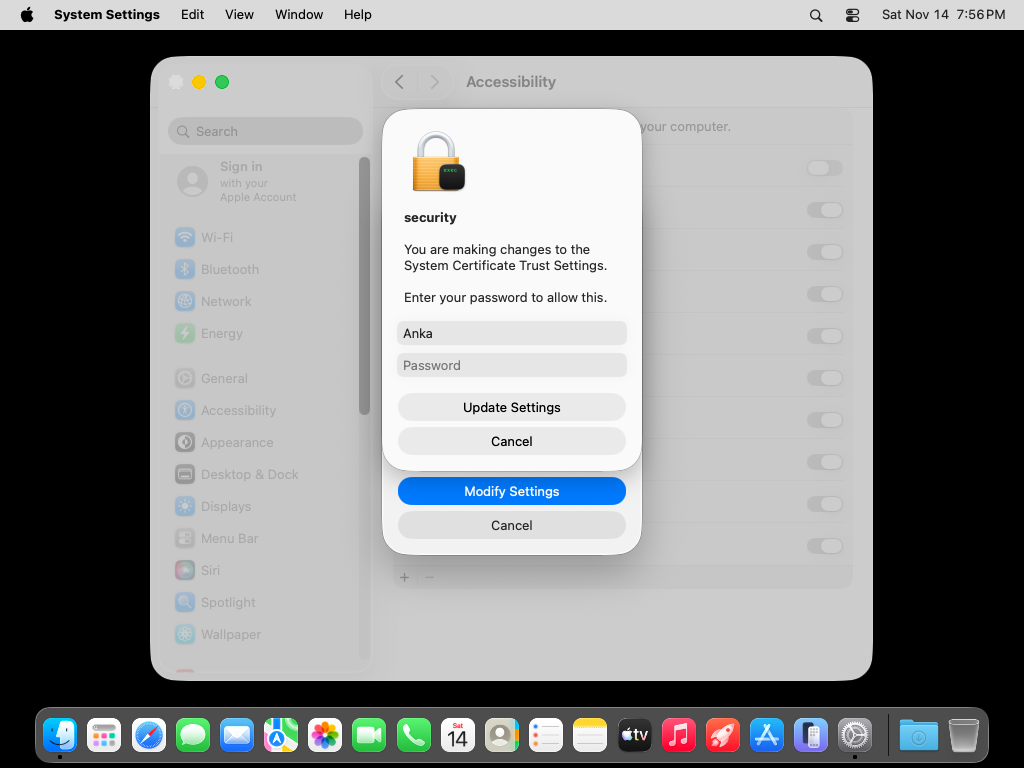 System Settings Edit View Window Help Sat Nov 14 7:56 PM
Accessibility
Search
Sign in
with your
Apple Account
Wi-Fi
Bluetooth
Network
Energy
General
Accessibility
Appearance
Desktop & Dock
Displays
Menu Bar
Siri
Spotlight
Wallpaper
your computer.
exec
security
You are making changes to the
System Certificate Trust Settings.
Enter your password to allow this.
Anka
Password
Update Settings
Cancel
Modify Settings
Cancel
Sat
14
tv